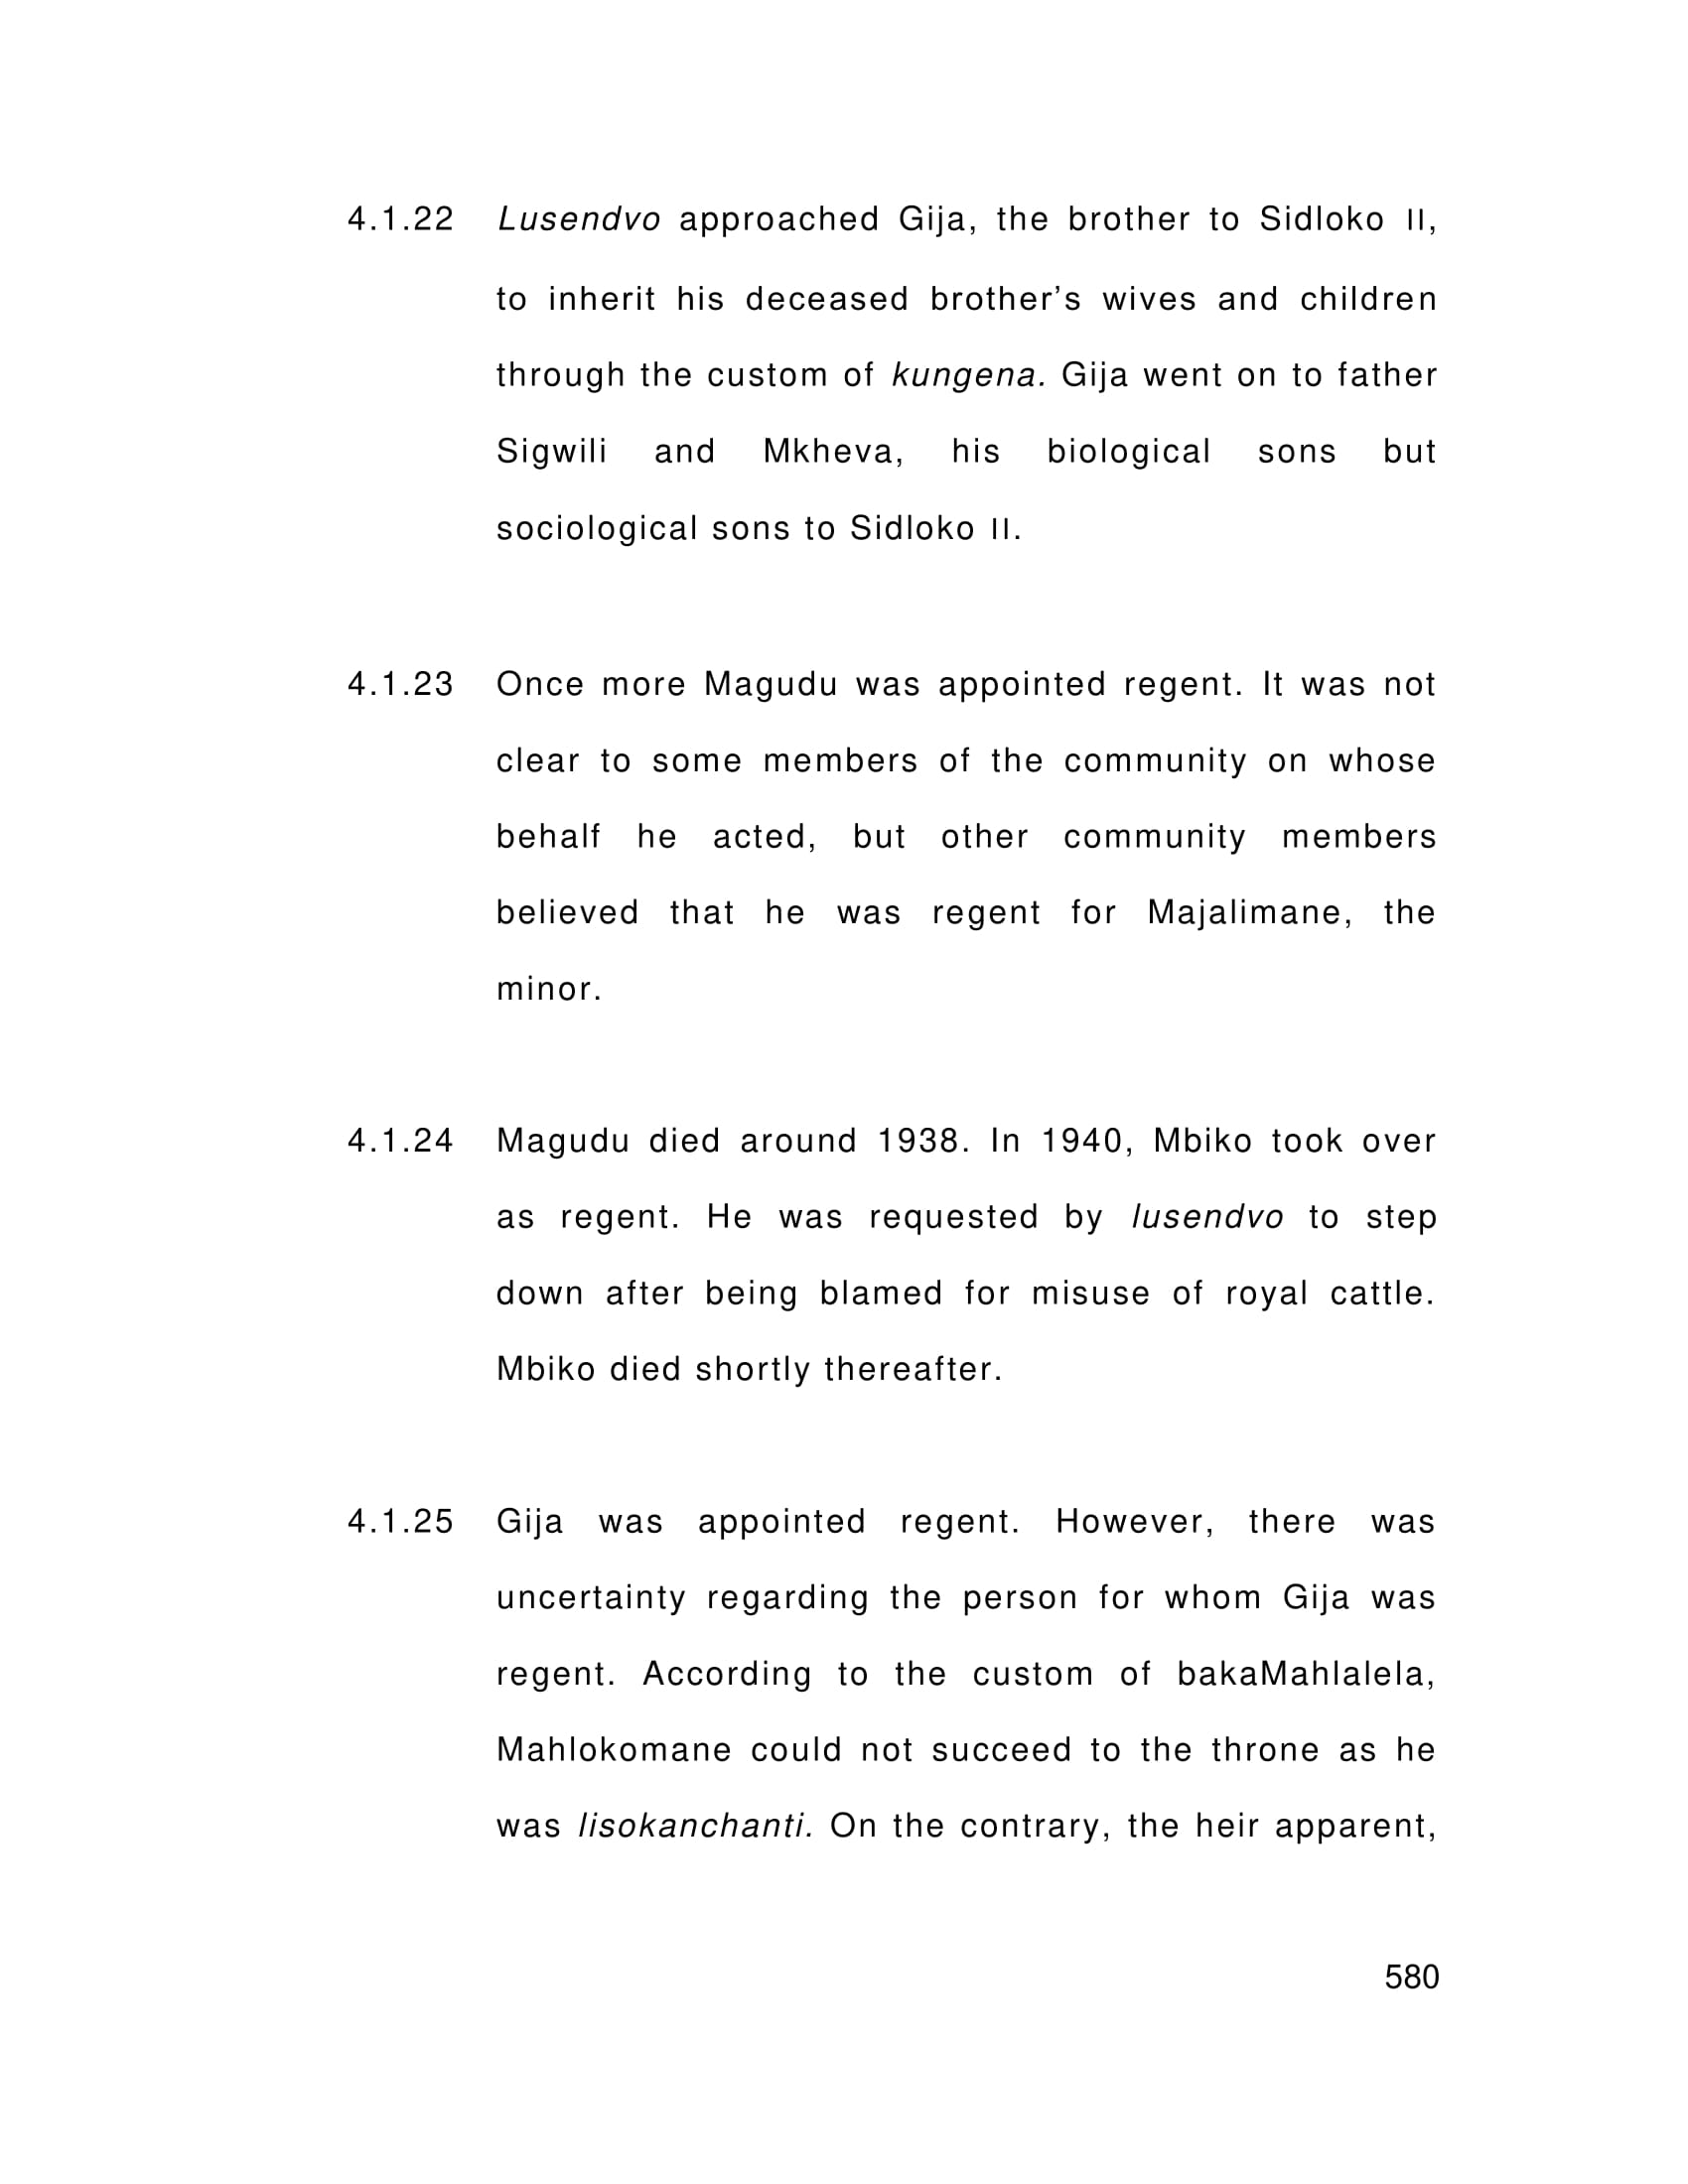 4.1.22 Lusendvo approached Gija, the brother to Sidloko II,
to inherit his deceased brother’s wives and children
through the custom of kungena. Gija went on to father
Sigwili and Mkheva, his biological sons but
sociological sons to Sidloko II.
4.1.23 Once more Magudu was appointed regent. It was not
clear to some members of the community on whose
behalf he acted, but other community members
believed that he was regent for Majalimane, the
minor.
4.1.24 Magudu died around 1938. In 1940, Mbiko took over
as regent. He was requested by lusendvo to step
down after being blamed for misuse of royal cattle.
Mbiko died shortly thereafter.
4.1.25 Gija was appointed regent. However, there was
uncertainty regarding the person for whom Gija was
regent. According to the custom of bakaMahlalela,
Mahlokomane could not succeed to the throne as he
was lisokanchanti. On the contrary, the heir apparent,
580